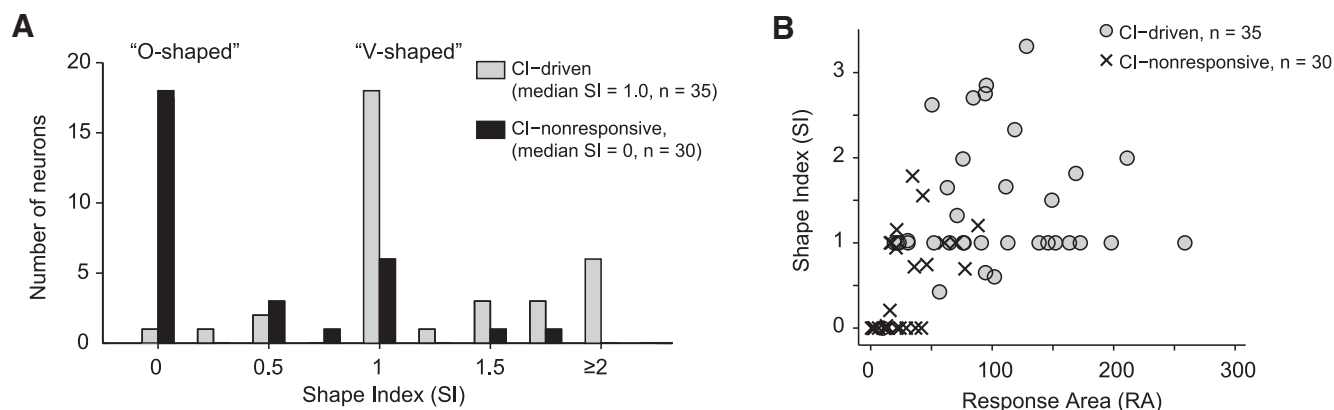 A
“O-shaped”
“V-shaped”
CI−driven
(median SI = 1.0, n = 35)
CI−nonresponsive,
(median SI = 0, n = 30)
Number of neurons
20
15
10
5
0
0
0.5
1
1.5
≥2
Shape Index (SI)
B
CI−driven, n = 35
CI−nonresponsive, n = 30
Shape Index (SI)
3
2
1
0
0
100
200
300
Response Area (RA)